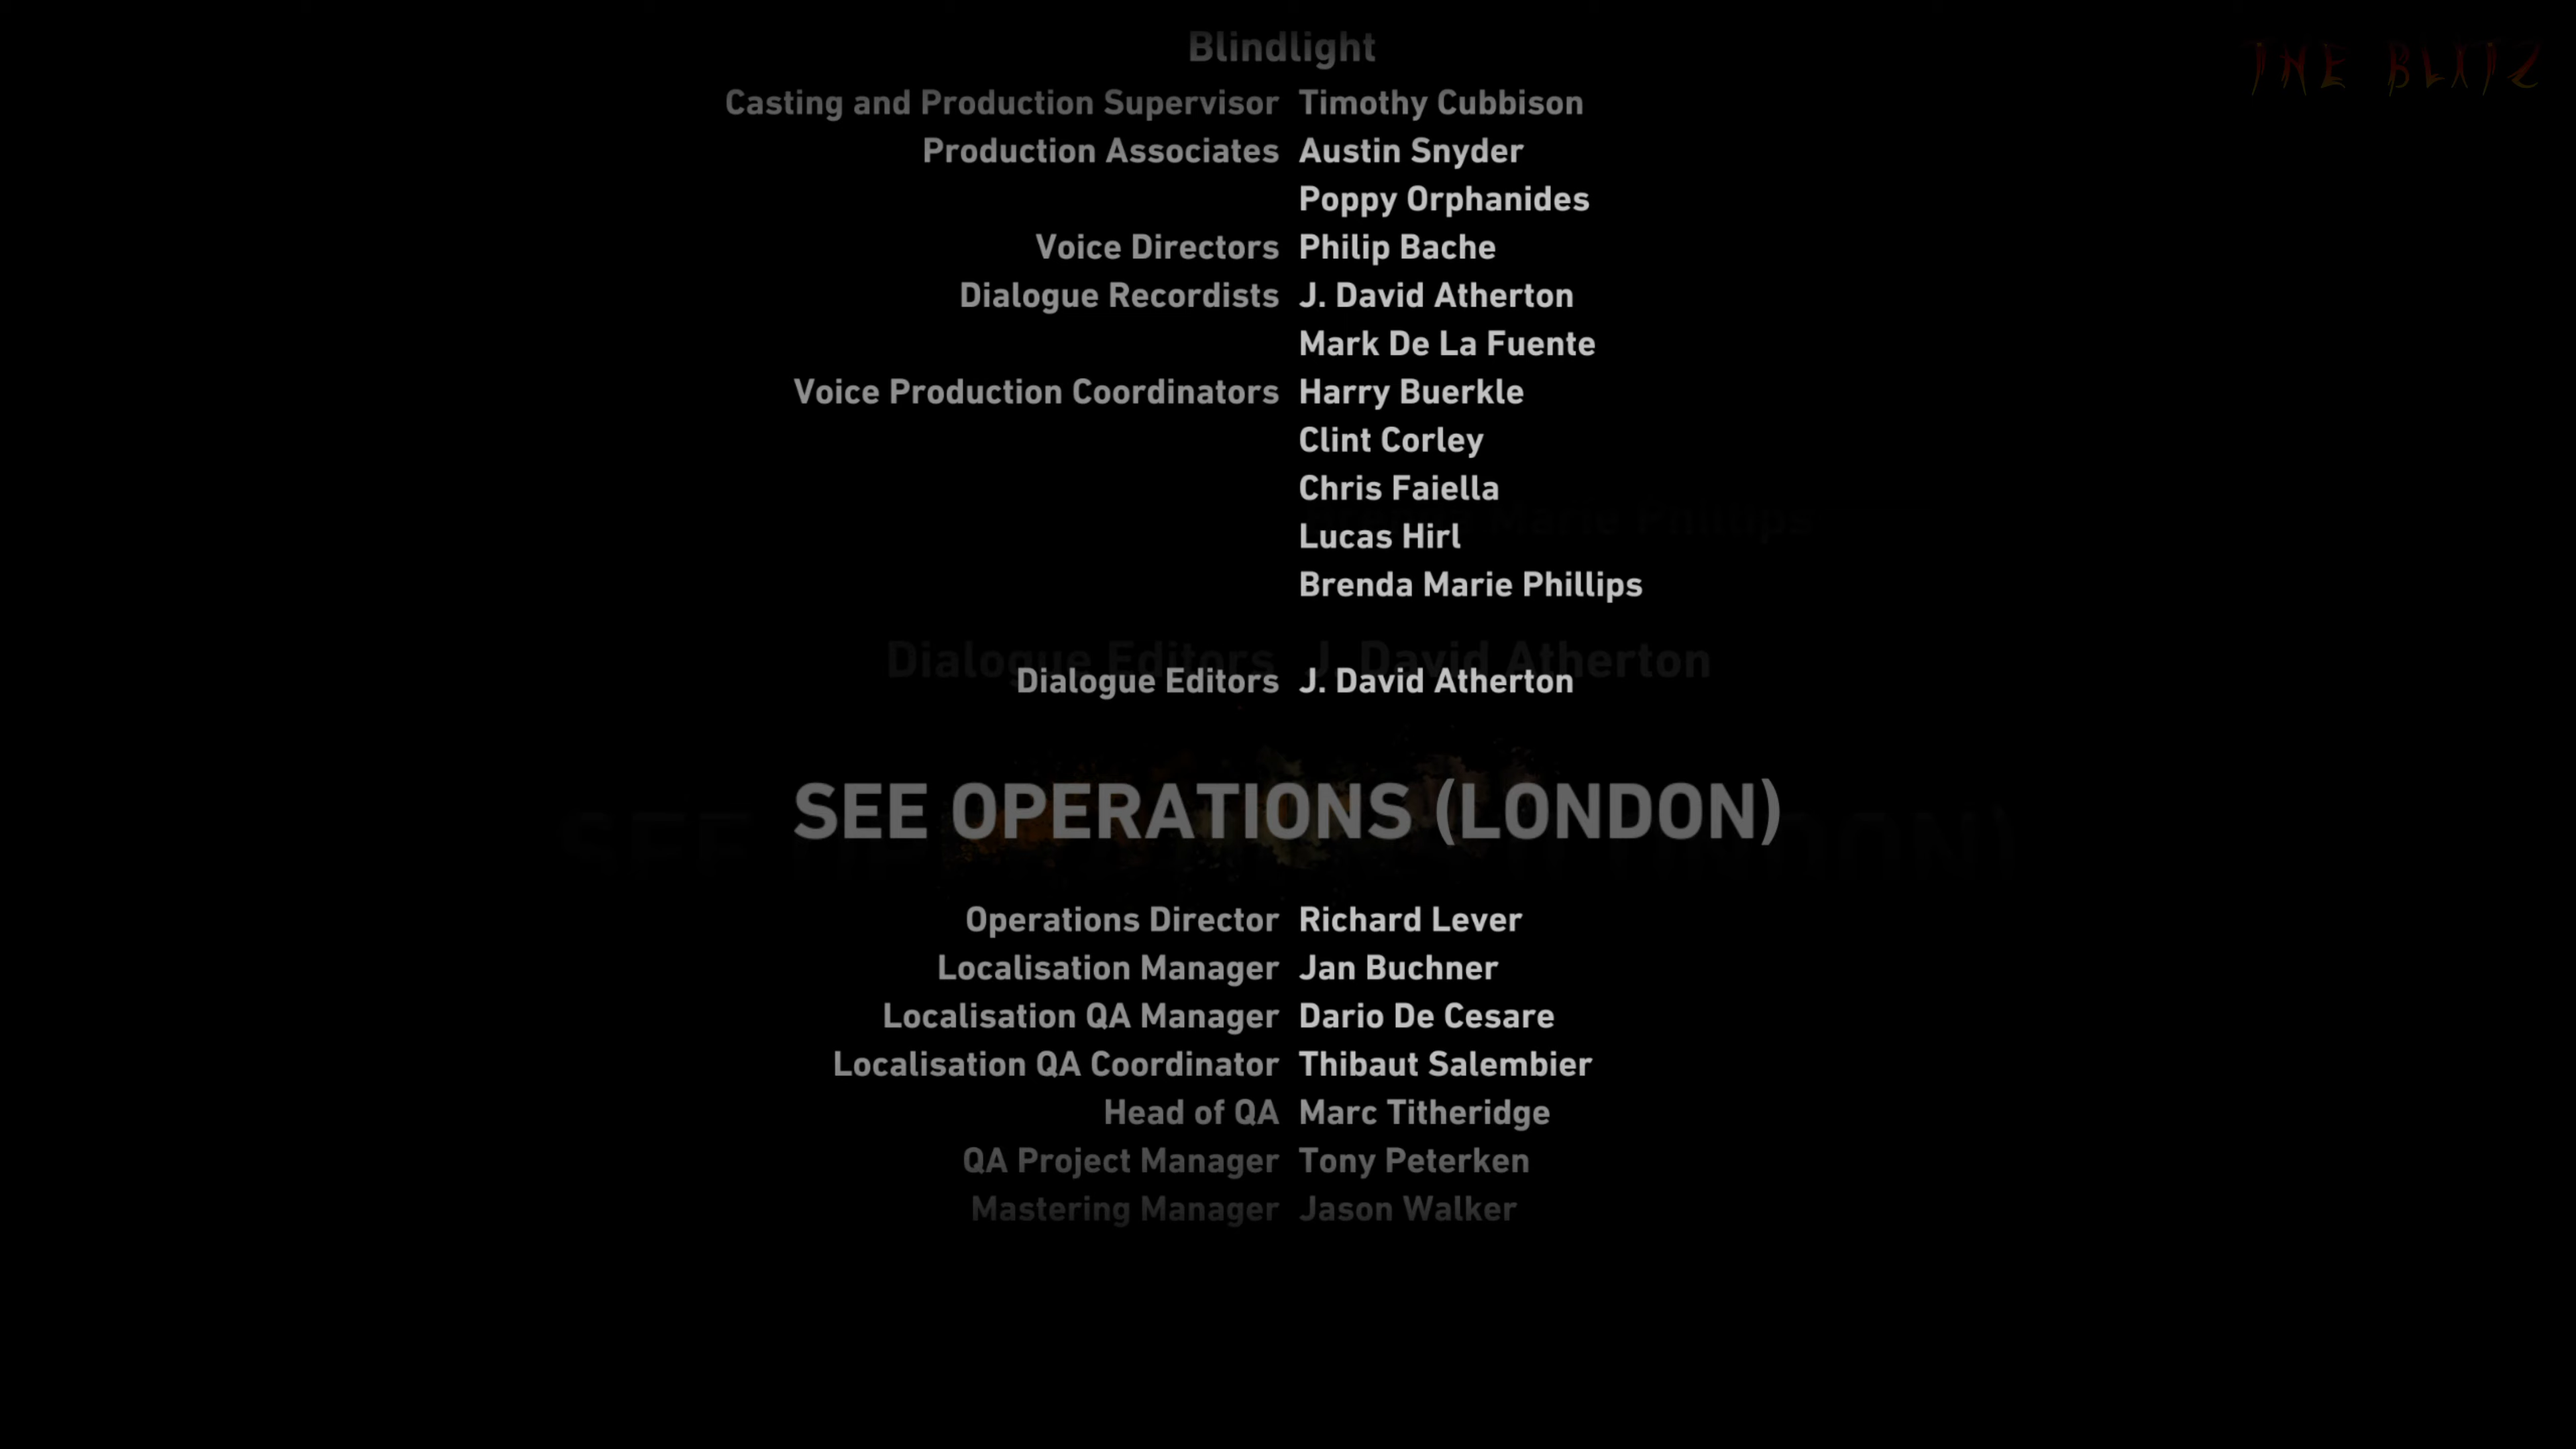 Blindlight
THE BLITZ
Casting and Production Supervisor Timothy Cubbison
Production Associates Austin Snyder
Poppy Orphanides
Voice Directors Philip Bache
Dialogue Recordists J. David Atherton
Mark De La Fuente
Voice Production Coordinators Harry Buerkle
Clint Corley
Chris Faiella
Lucas Hirl
Brenda Marie Phillips
Dialogue Editors J. David Atherton
SEE OPERATIONS (LONDON)
Operations Director Richard Lever
Localisation Manager Jan Buchner
Localisation QA Manager Dario De Cesare
Localisation QA Coordinator Thibaut Salembier
Head of QA Marc Titheridge
QA Project Manager Tony Peterken
Mastering Manager Jason Walker